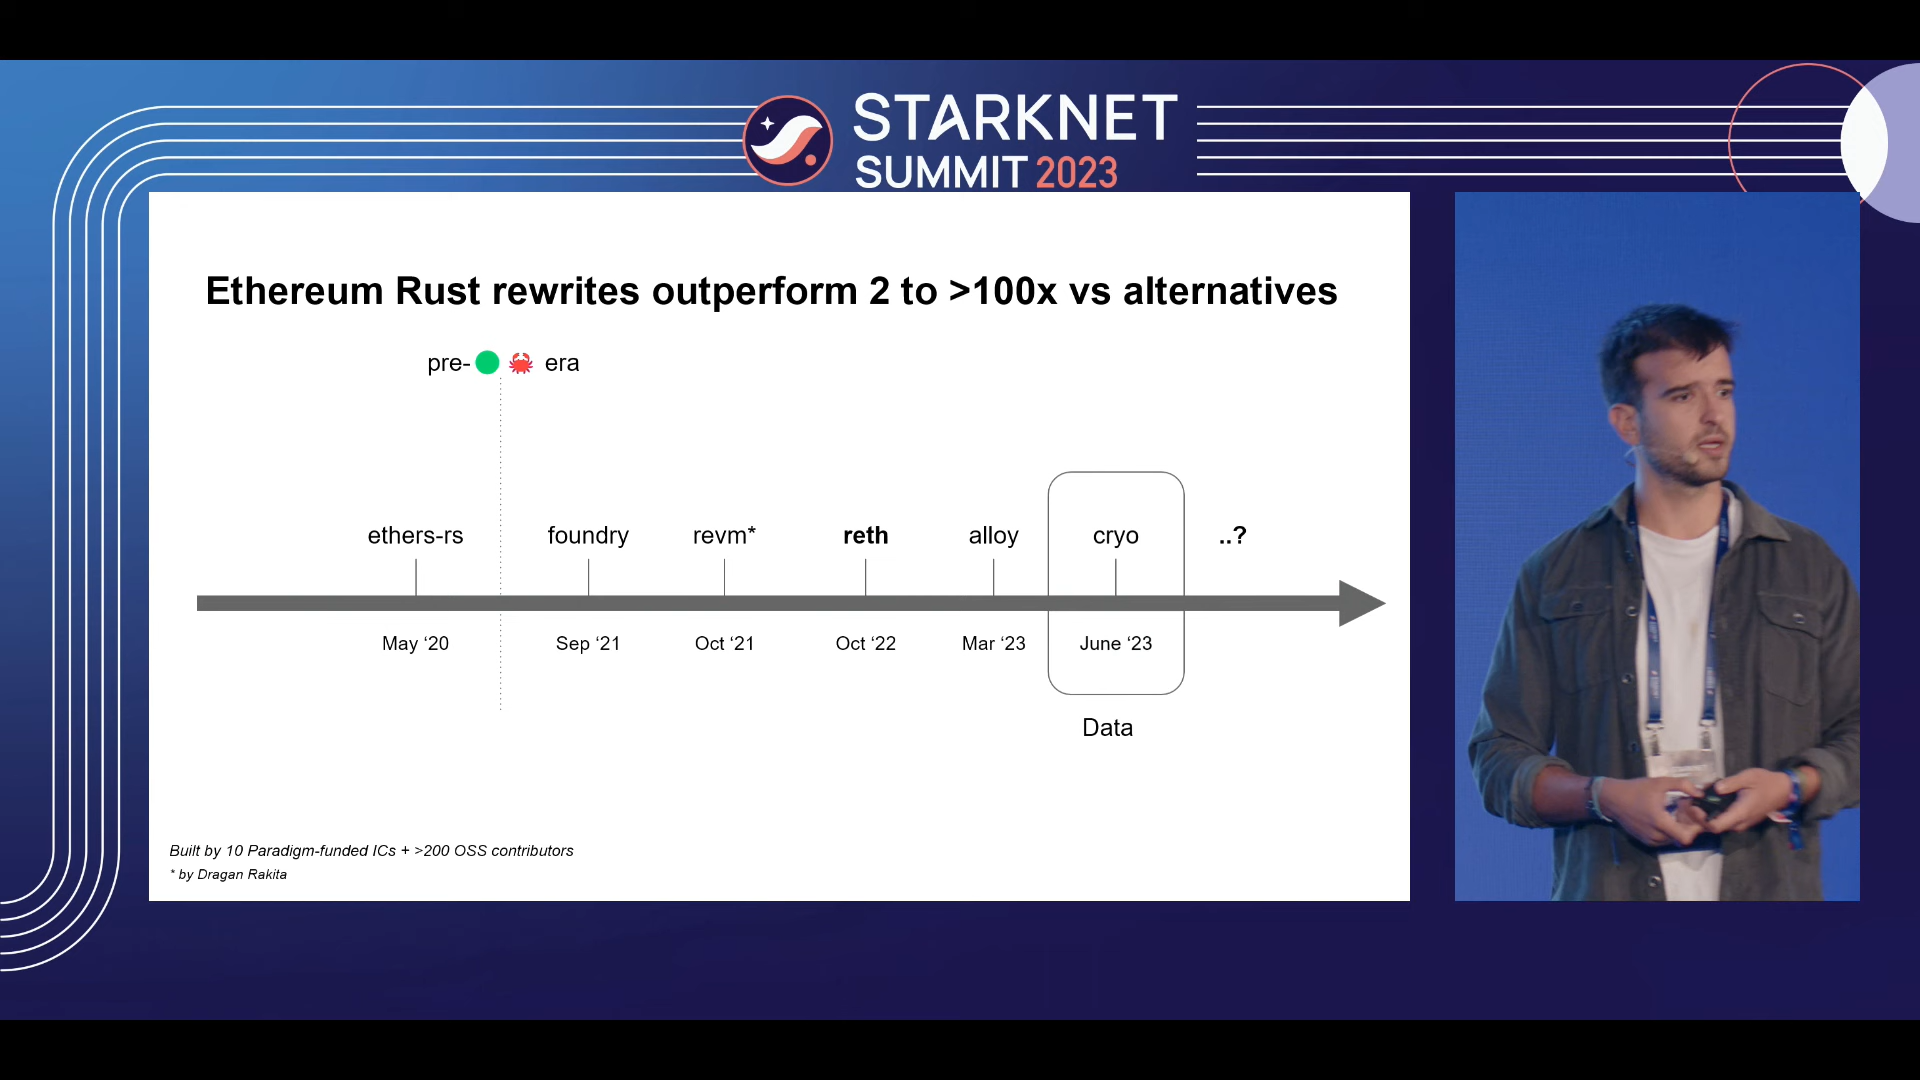 STARKNET
SUMMIT 2023
Ethereum Rust rewrites outperform 2 to >100x vs alternatives
pre- era
ethers-rs foundry revm* reth alloy cryo ..?
May ‘20 Sep ‘21 Oct ‘21 Oct ‘22 Mar ‘23 June ‘23
Data
Built by 10 Paradigm-funded ICs + >200 OSS contributors
* by Dragan Rakita
STARKNET